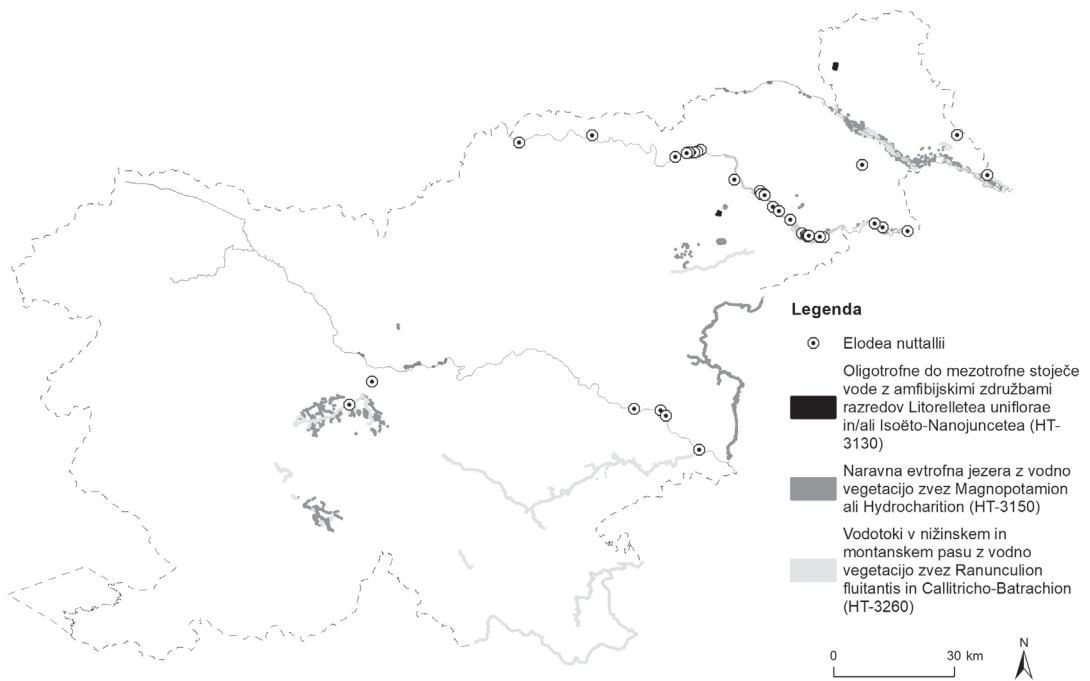 Legenda
Elodea nuttallii
Oligotrofne do mezotrofne stoječe
vode z amfibijskimi združbami
razredov Litorelletea uniflorae
in/ali Isoëto-Nanojuncetea (HT-
3130)
Naravna evtrofna jezera z vodno
vegetacijo zvez Magnopotamion
ali Hydrocharition (HT-3150)
Vodotoki v nižinskem in
montanskem pasu z vodno
vegetacijo zvez Ranunculion
fluitantis in Callitricho-Batrachion
(HT-3260)
0 30 km
N